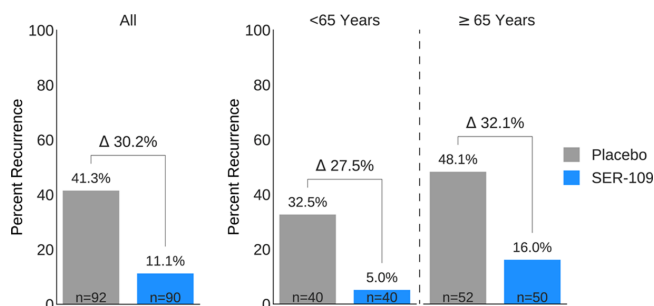 All
<65 Years
≥ 65 Years
Percent Recurrence
100
80
60
40
20
0
Δ 30.2%
41.3%
11.1%
n=92
n=90
Percent Recurrence
100
80
60
40
20
0
Δ 27.5%
32.5%
5.0%
n=40
n=40
Δ 32.1%
48.1%
16.0%
n=52
n=50
Placebo
SER-109